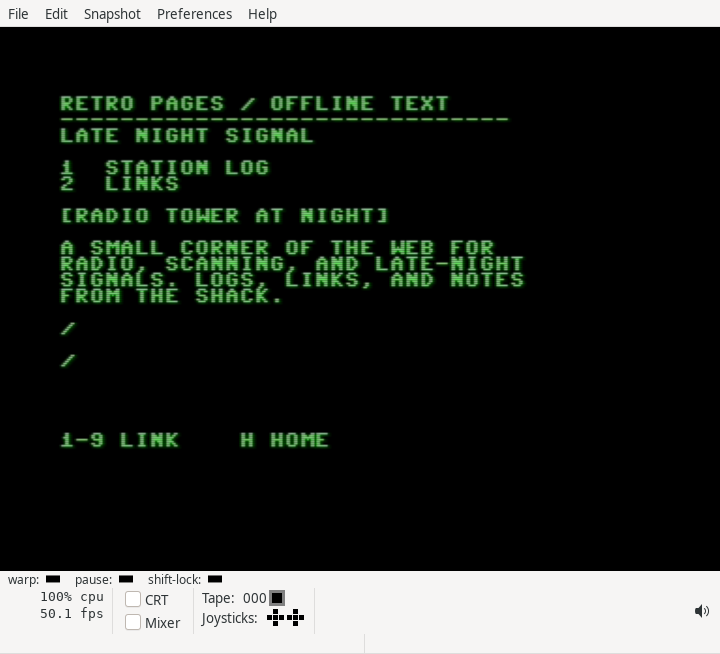 File Edit Snapshot Preferences Help
RETRO PAGES / OFFLINE TEXT
------------------------------
LATE NIGHT SIGNAL
1 STATION LOG
2 LINKS
[RADIO TOWER AT NIGHT]
A SMALL CORNER OF THE WEB FOR
RADIO, SCANNING, AND LATE-NIGHT
SIGNALS. LOGS, LINKS, AND NOTES
FROM THE SHACK.
/
/
1-9 LINK H HOME
warp: pause: shift-lock:
100% cpu CRT Tape: 000
50.1 fps Mixer Joysticks: